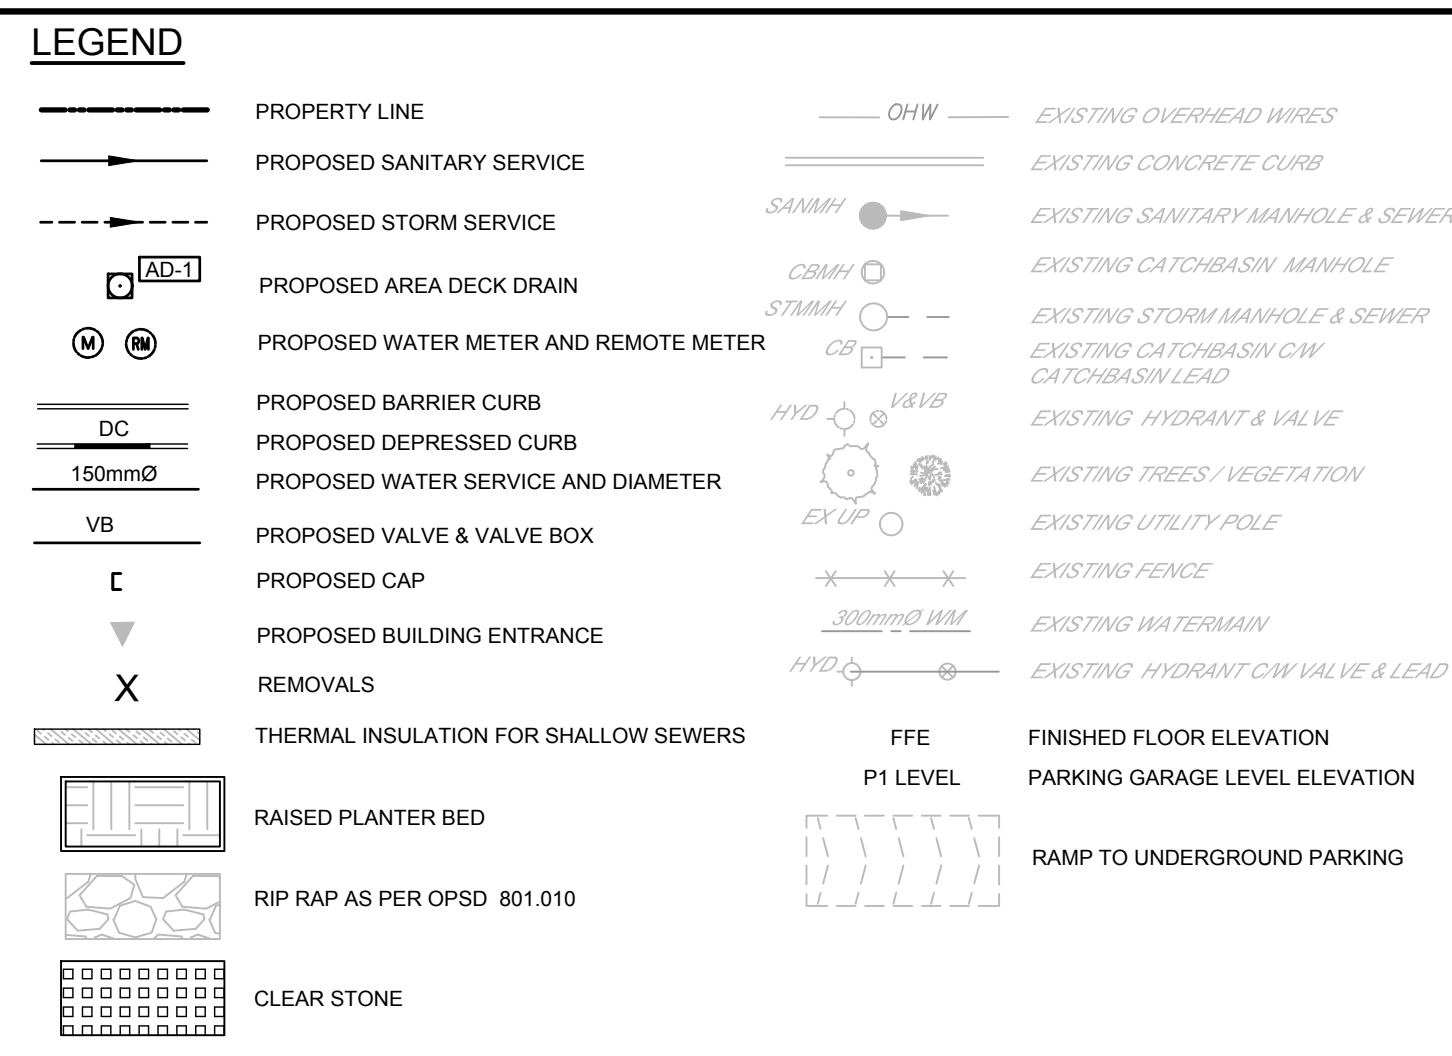 LEGEND
PROPERTY LINE
PROPOSED SANITARY SERVICE
PROPOSED STORM SERVICE
AD-1
PROPOSED AREA DECK DRAIN
M RM
PROPOSED WATER METER AND REMOTE METER
PROPOSED BARRIER CURB
DC
PROPOSED DEPRESSED CURB
150mmØ
PROPOSED WATER SERVICE AND DIAMETER
VB
PROPOSED VALVE & VALVE BOX
PROPOSED CAP
PROPOSED BUILDING ENTRANCE
X
REMOVALS
THERMAL INSULATION FOR SHALLOW SEWERS
RAISED PLANTER BED
RIP RAP AS PER OPSD 801.010
CLEAR STONE
OHW
EXISTING OVERHEAD WIRES
EXISTING CONCRETE CURB
SANMH
EXISTING SANITARY MANHOLE & SEWER
CBMH
EXISTING CATCHBASIN MANHOLE
STMMH
EXISTING STORM MANHOLE & SEWER
CB
EXISTING CATCHBASIN C/W
CATCHBASIN LEAD
HYD V&VB
EXISTING HYDRANT & VALVE
EXISTING TREES / VEGETATION
EX UP
EXISTING UTILITY POLE
EXISTING FENCE
300mmØ WM
EXISTING WATERMAIN
HYD
EXISTING HYDRANT C/W VALVE & LEAD
FFE
FINISHED FLOOR ELEVATION
P1 LEVEL
PARKING GARAGE LEVEL ELEVATION
RAMP TO UNDERGROUND PARKING